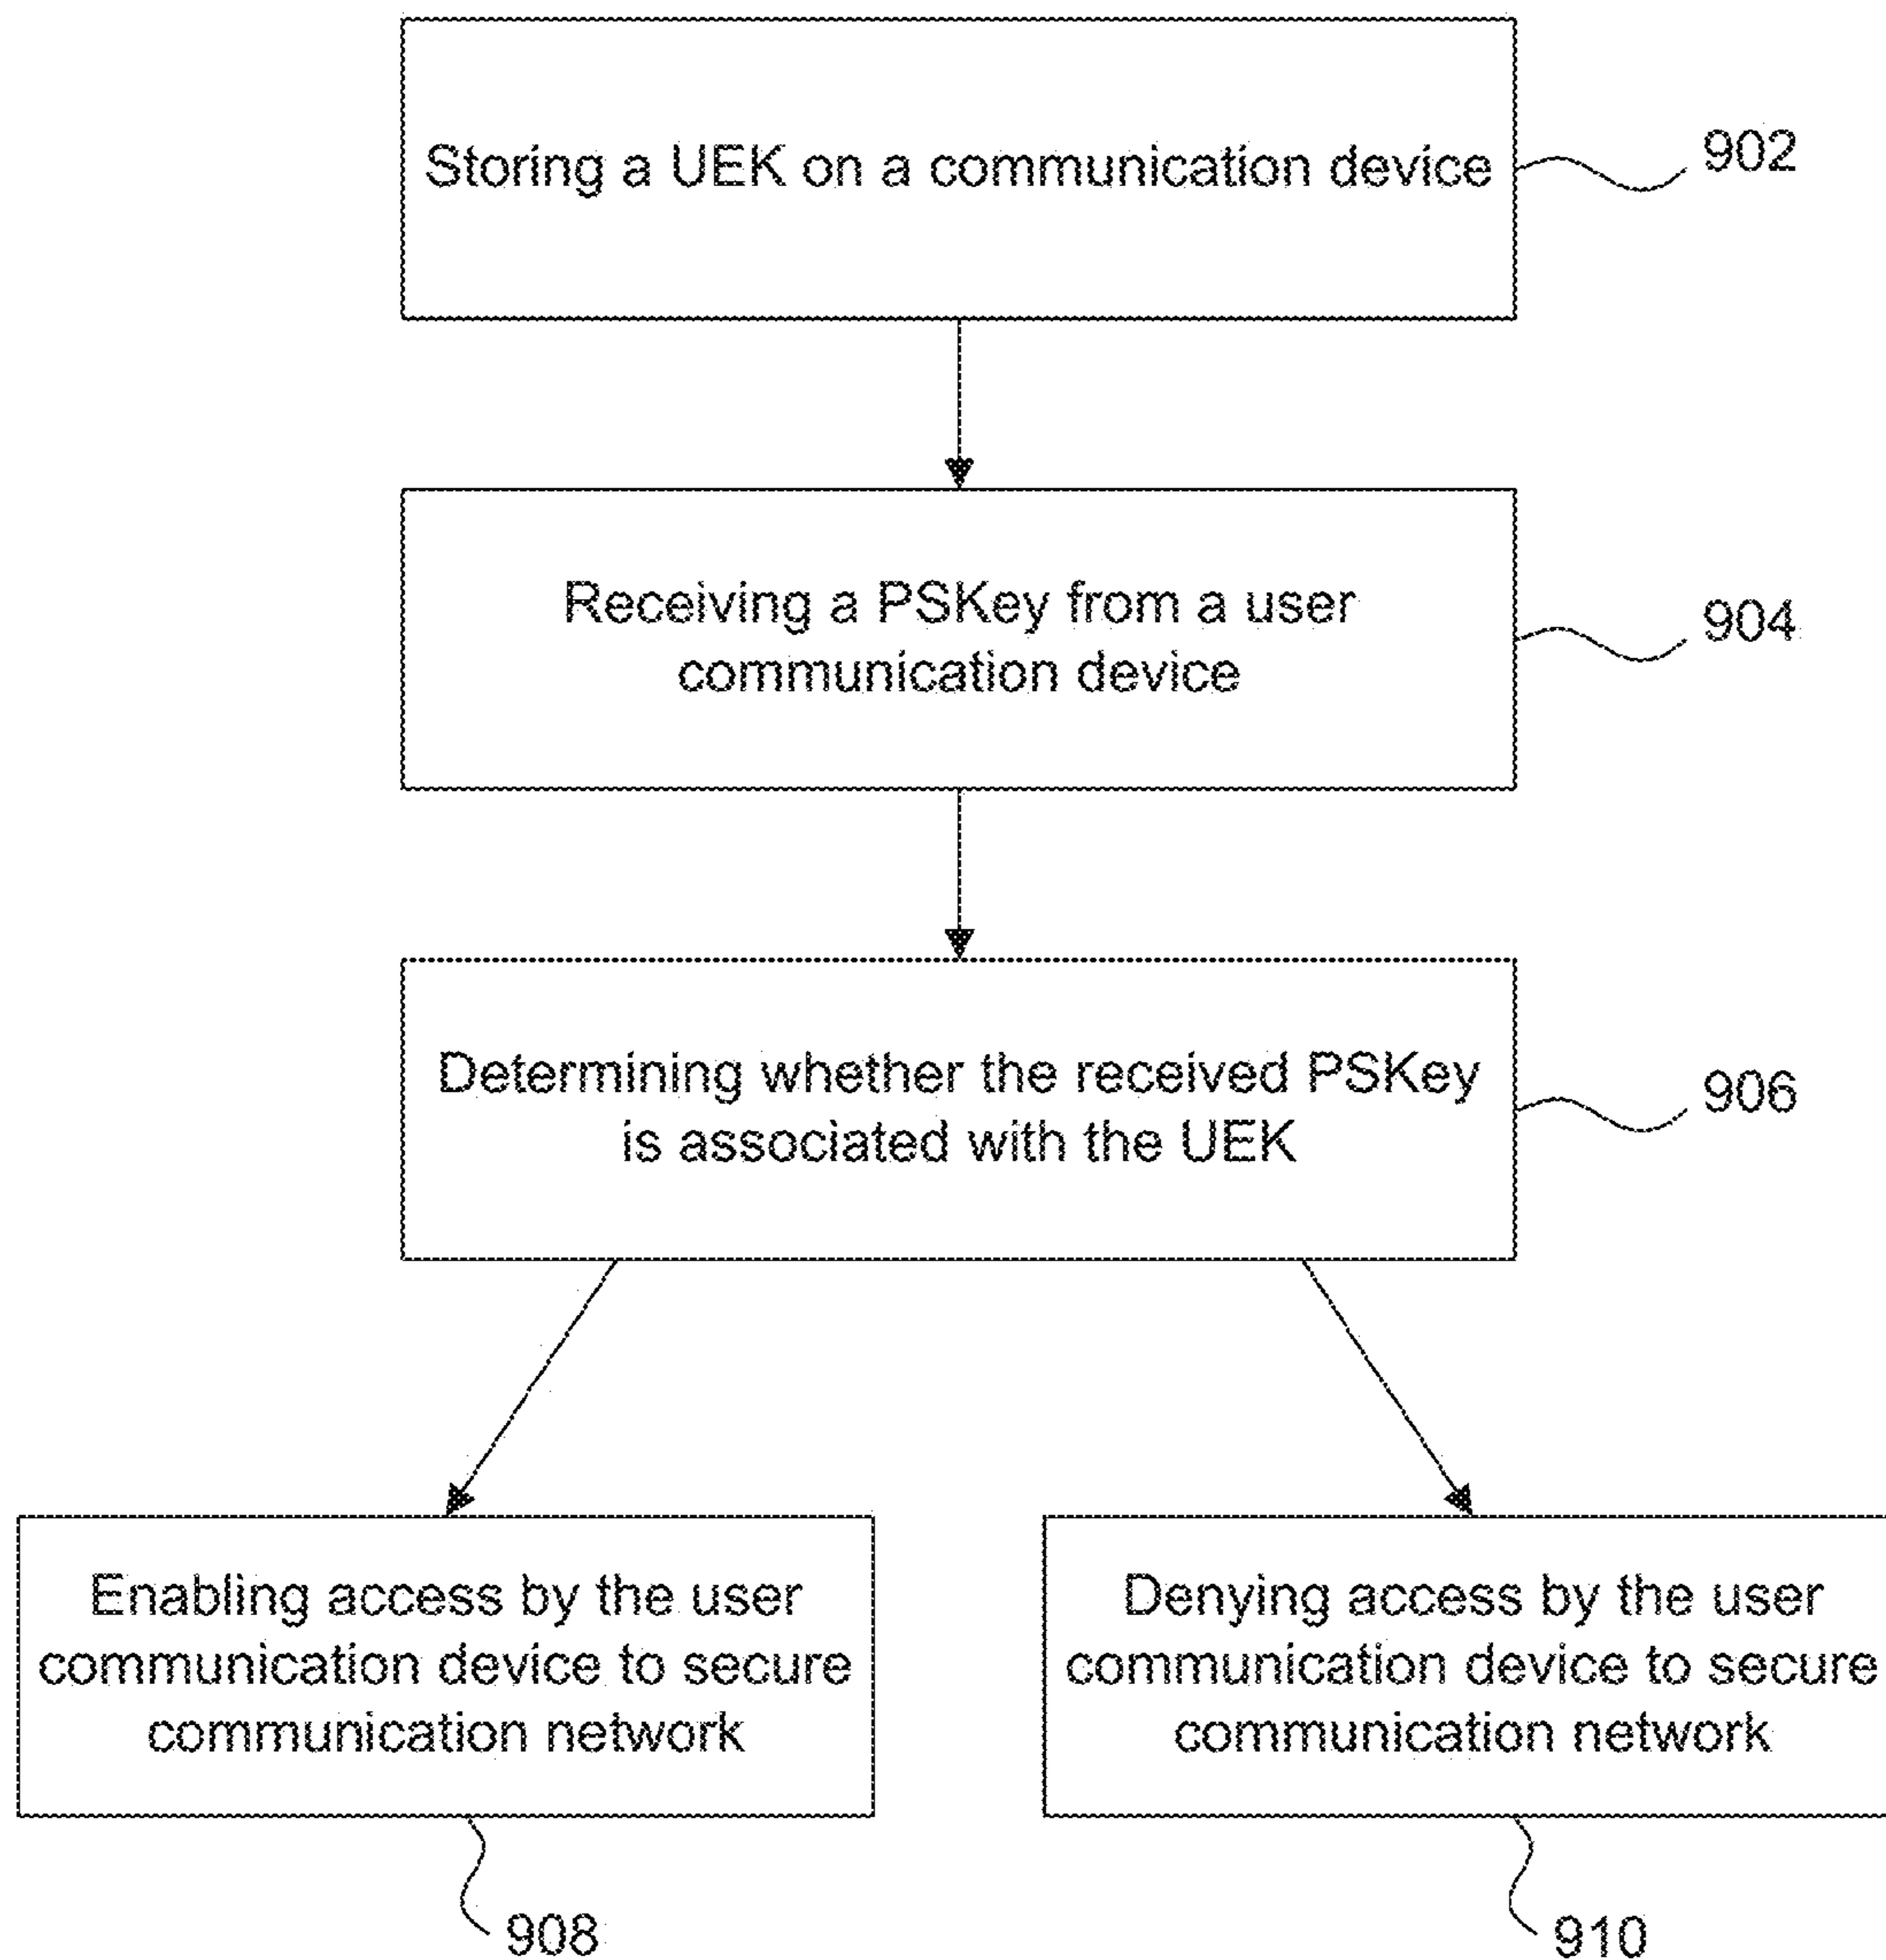 Storing a UEK on a communication device
902
Receiving a PSKey from a user
communication device
904
Determining whether the received PSKey
is associated with the UEK
906
Enabling access by the user
communication device to secure
communication network
908
Denying access by the user
communication device to secure
communication network
910